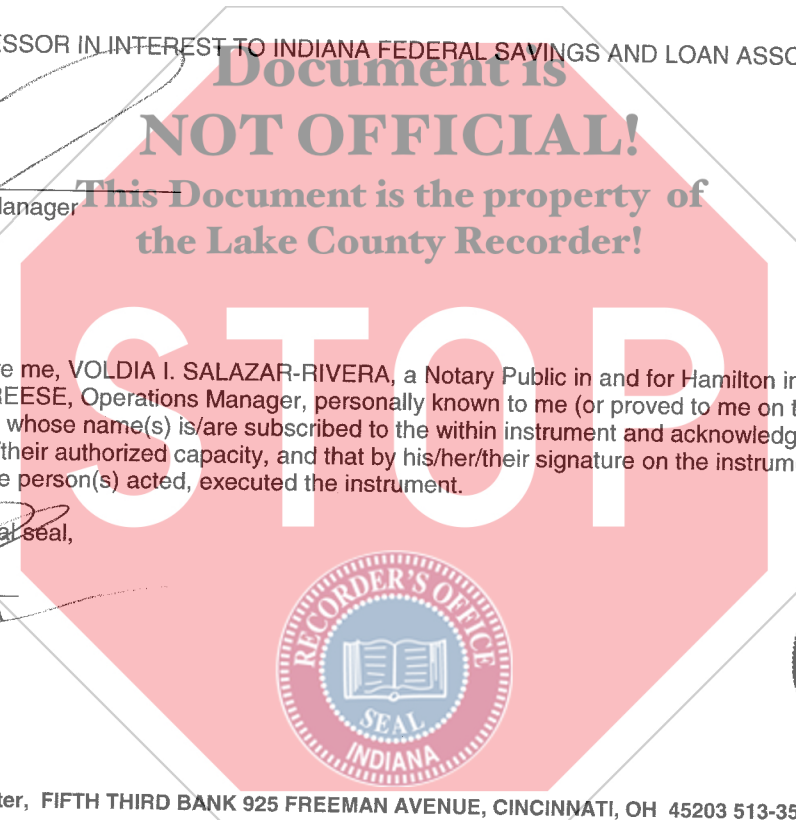 ESSOR IN INTEREST TO INDIANA FEDERAL SAVINGS AND LOAN ASSO
Document is
NOT OFFICIAL!
This Document is the property of
the Lake County Recorder!
Manager
STOP
re me, VOLDIA I. SALAZAR-RIVERA, a Notary Public in and for Hamilton in
REESE, Operations Manager, personally known to me (or proved to me on t
whose name(s) is/are subscribed to the within instrument and acknowledg
/their authorized capacity, and that by his/her/their signature on the instrum
e person(s) acted, executed the instrument.
al seal,
RECORDER'S OFFICE
SEAL
INDIANA
ter, FIFTH THIRD BANK 925 FREEMAN AVENUE, CINCINNATI, OH 45203 513-35